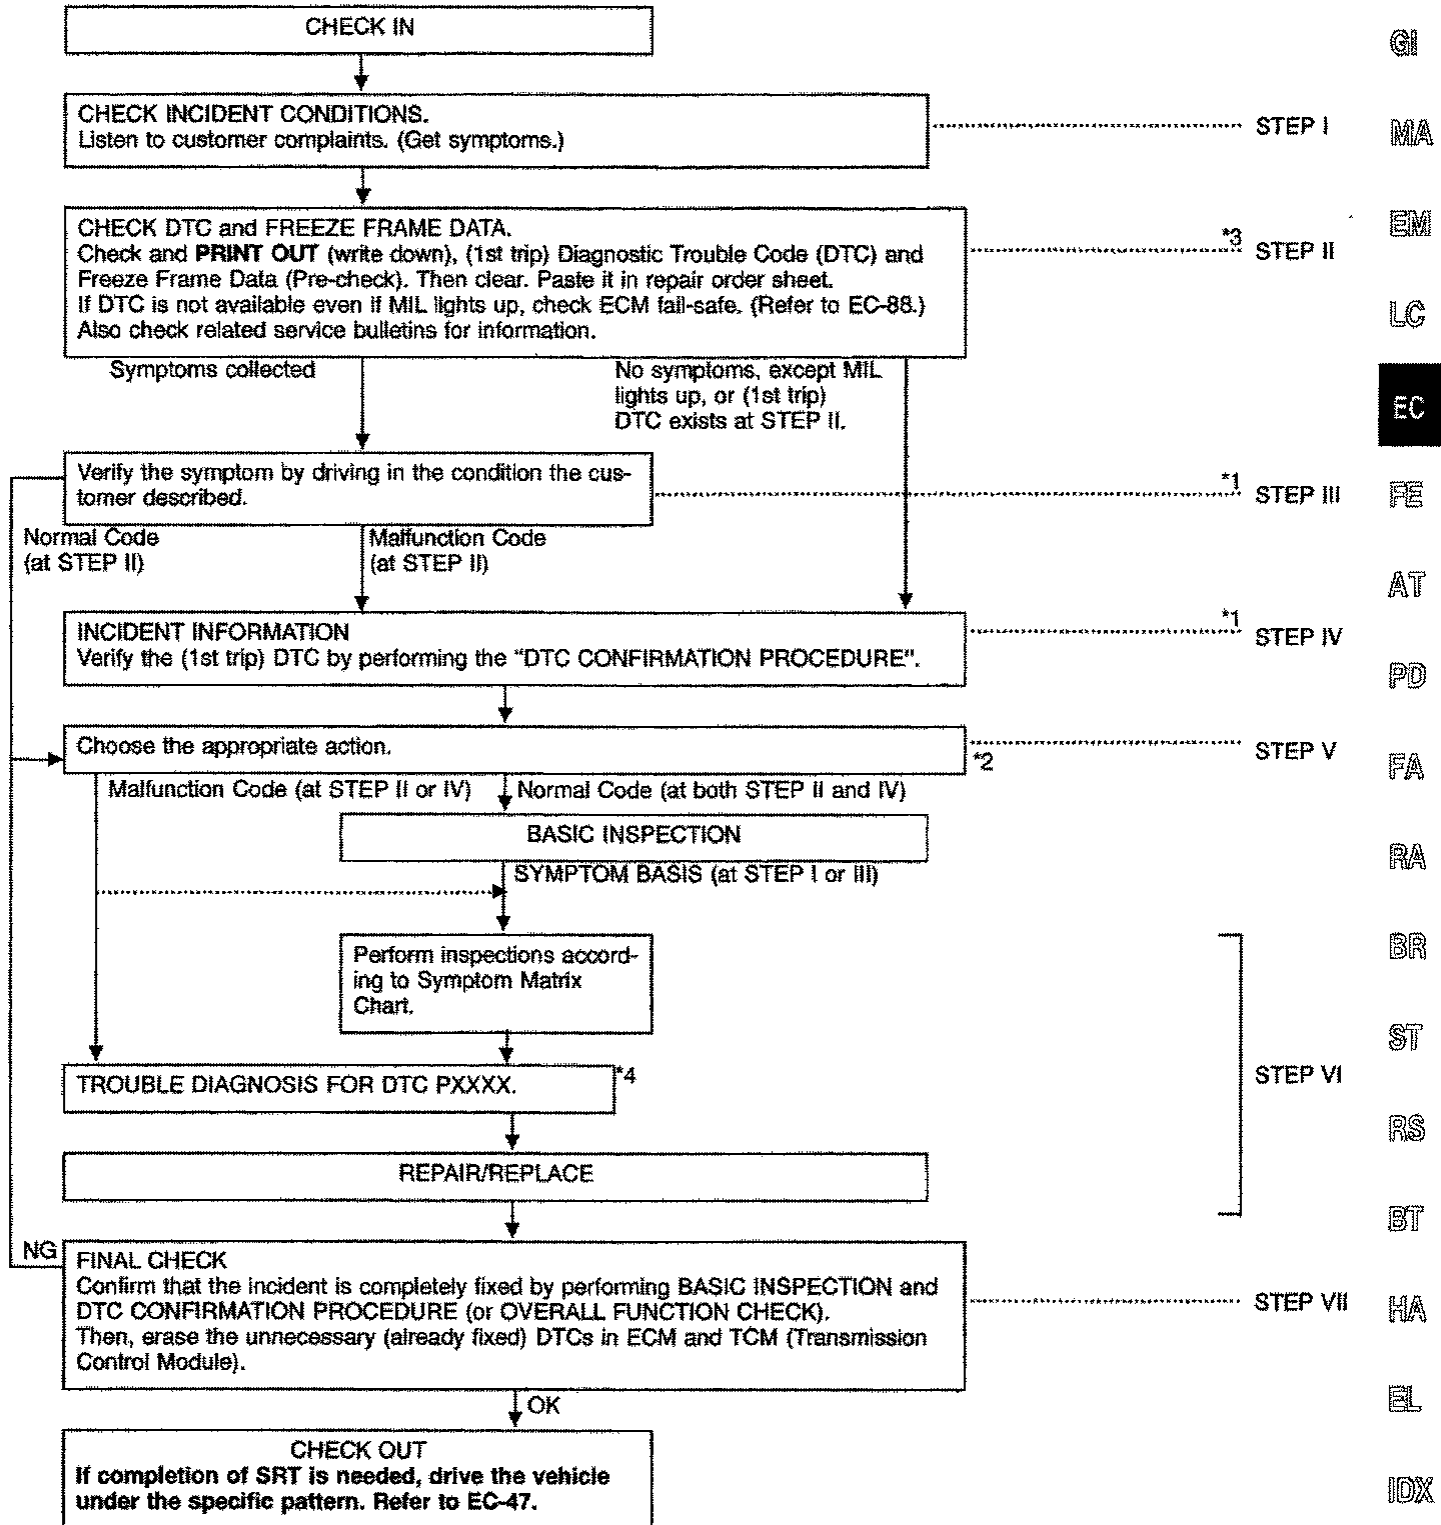 CHECK IN
CHECK INCIDENT CONDITIONS.
Listen to customer complaints. (Get symptoms.)
STEP I
CHECK DTC and FREEZE FRAME DATA.
Check and PRINT OUT (write down), (1st trip) Diagnostic Trouble Code (DTC) and
Freeze Frame Data (Pre-check). Then clear. Paste it in repair order sheet.
If DTC is not available even if MIL lights up, check ECM fail-safe. (Refer to EC-88.)
Also check related service bulletins for information.
*3
STEP II
Symptoms collected
No symptoms, except MIL
lights up, or (1st trip)
DTC exists at STEP II.
Verify the symptom by driving in the condition the cus-
tomer described.
*1
STEP III
Normal Code
(at STEP II)
Malfunction Code
(at STEP II)
INCIDENT INFORMATION
Verify the (1st trip) DTC by performing the "DTC CONFIRMATION PROCEDURE".
*1
STEP IV
Choose the appropriate action.
*2
STEP V
Malfunction Code (at STEP II or IV)
Normal Code (at both STEP II and IV)
BASIC INSPECTION
SYMPTOM BASIS (at STEP I or III)
Perform inspections accord-
ing to Symptom Matrix
Chart.
TROUBLE DIAGNOSIS FOR DTC PXXXX.
*4
STEP VI
REPAIR/REPLACE
NG
FINAL CHECK
Confirm that the incident is completely fixed by performing BASIC INSPECTION and
DTC CONFIRMATION PROCEDURE (or OVERALL FUNCTION CHECK).
Then, erase the unnecessary (already fixed) DTCs in ECM and TCM (Transmission
Control Module).
STEP VII
OK
CHECK OUT
If completion of SRT is needed, drive the vehicle
under the specific pattern. Refer to EC-47.
GI
MA
EM
LC
EC
FE
AT
PD
FA
RA
BR
ST
RS
BT
HA
EL
IDX